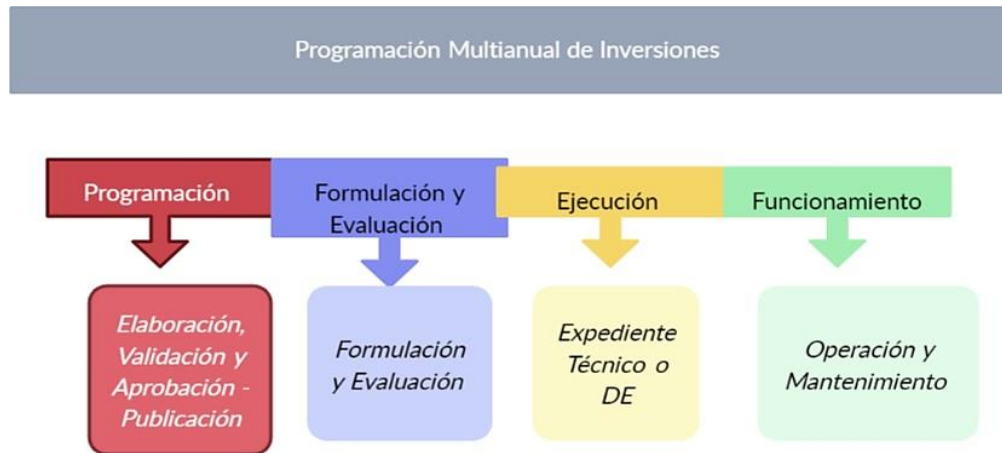 Programación Multianual de Inversiones
Programación
Formulación y
Evaluación
Ejecución
Funcionamiento
Elaboración,
Validación y
Aprobación -
Publicación
Formulación
y Evaluación
Expediente
Técnico o
DE
Operación y
Mantenimiento